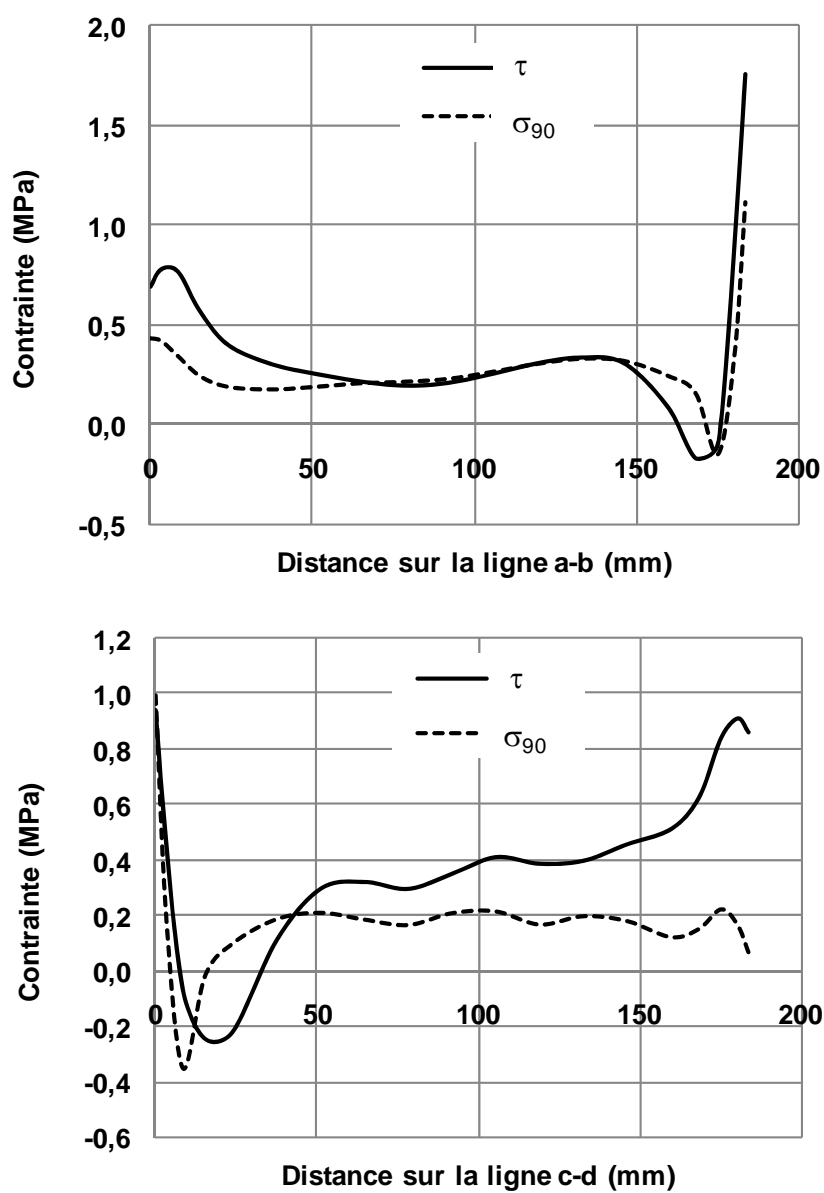 2,0
τ
1,5
σ90
1,0
Contrainte (MPa)
0,5
0,0
0 50 100 150 200
-0,5
Distance sur la ligne a-b (mm)
1,2
τ
1,0
σ90
0,8
0,6
Contrainte (MPa)
0,4
0,2
0,0
0 50 100 150 200
-0,2
-0,4
-0,6
Distance sur la ligne c-d (mm)